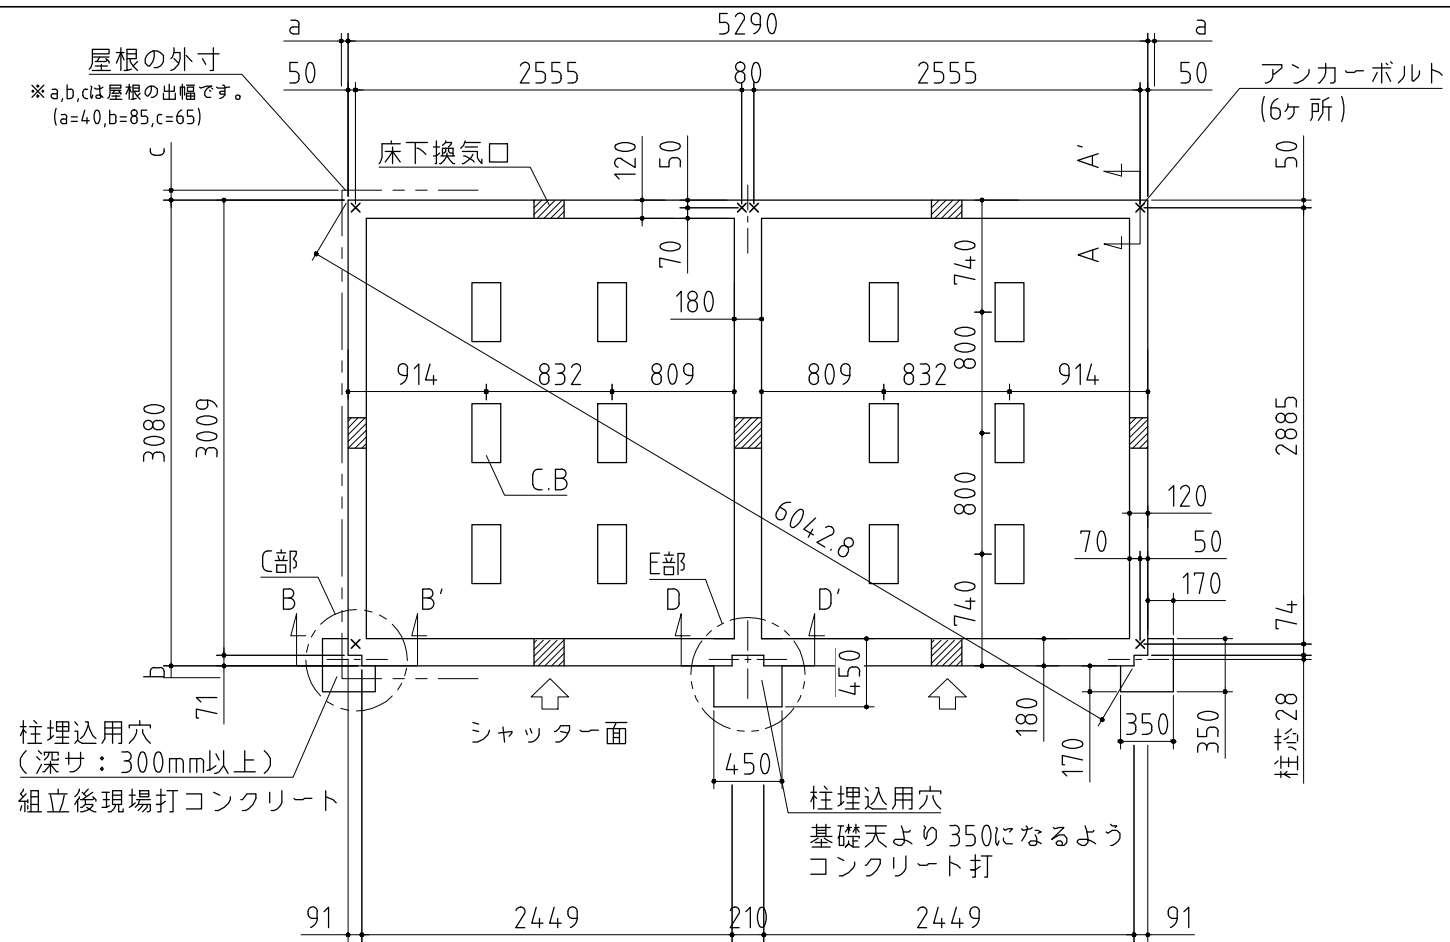 a
5290
a
屋根の外寸
50
2555
80
2555
50
アンカーボルト
※a,b,cは屋根の出幅です。
(a=40,b=85,c=65)
(6ケ所)
c
床下換気口
120
50
A'
50
70
740
A
180
800
914
832
809
809
832
914
3080
3009
2885
C.B
800
120
6042.8
70
50
C部
E部
170
B
B'
D
D'
740
74
b
450
71
シャッター面
180
350
350
柱埋込用穴
(深サ：300mm以上)
組立後現場打コンクリート
450
170
柱芯28
柱埋込用穴
基礎天より350になるよう
コンクリート打
91
2449
210
2449
91